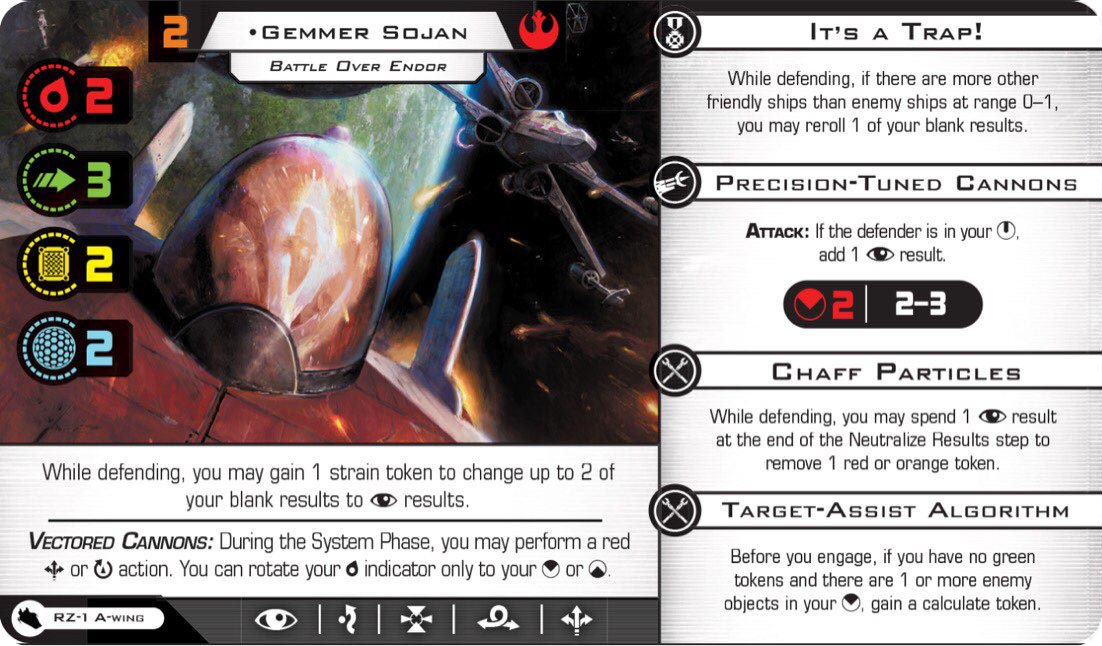 2
•Gemmer Sojan
Battle Over Endor
2
3
2
2
While defending, you may gain 1 strain token to change up to 2 of
your blank results to results.
Vectored Cannons: During the System Phase, you may perform a red
or action. You can rotate your indicator only to your or .
RZ-1 A-wing
It's a Trap!
While defending, if there are more other
friendly ships than enemy ships at range 0–1,
you may reroll 1 of your blank results.
Precision-Tuned Cannons
Attack: If the defender is in your ,
add 1 result.
2 2–3
Chaff Particles
While defending, you may spend 1 result
at the end of the Neutralize Results step to
remove 1 red or orange token.
Target-Assist Algorithm
Before you engage, if you have no green
tokens and there are 1 or more enemy
objects in your , gain a calculate token.